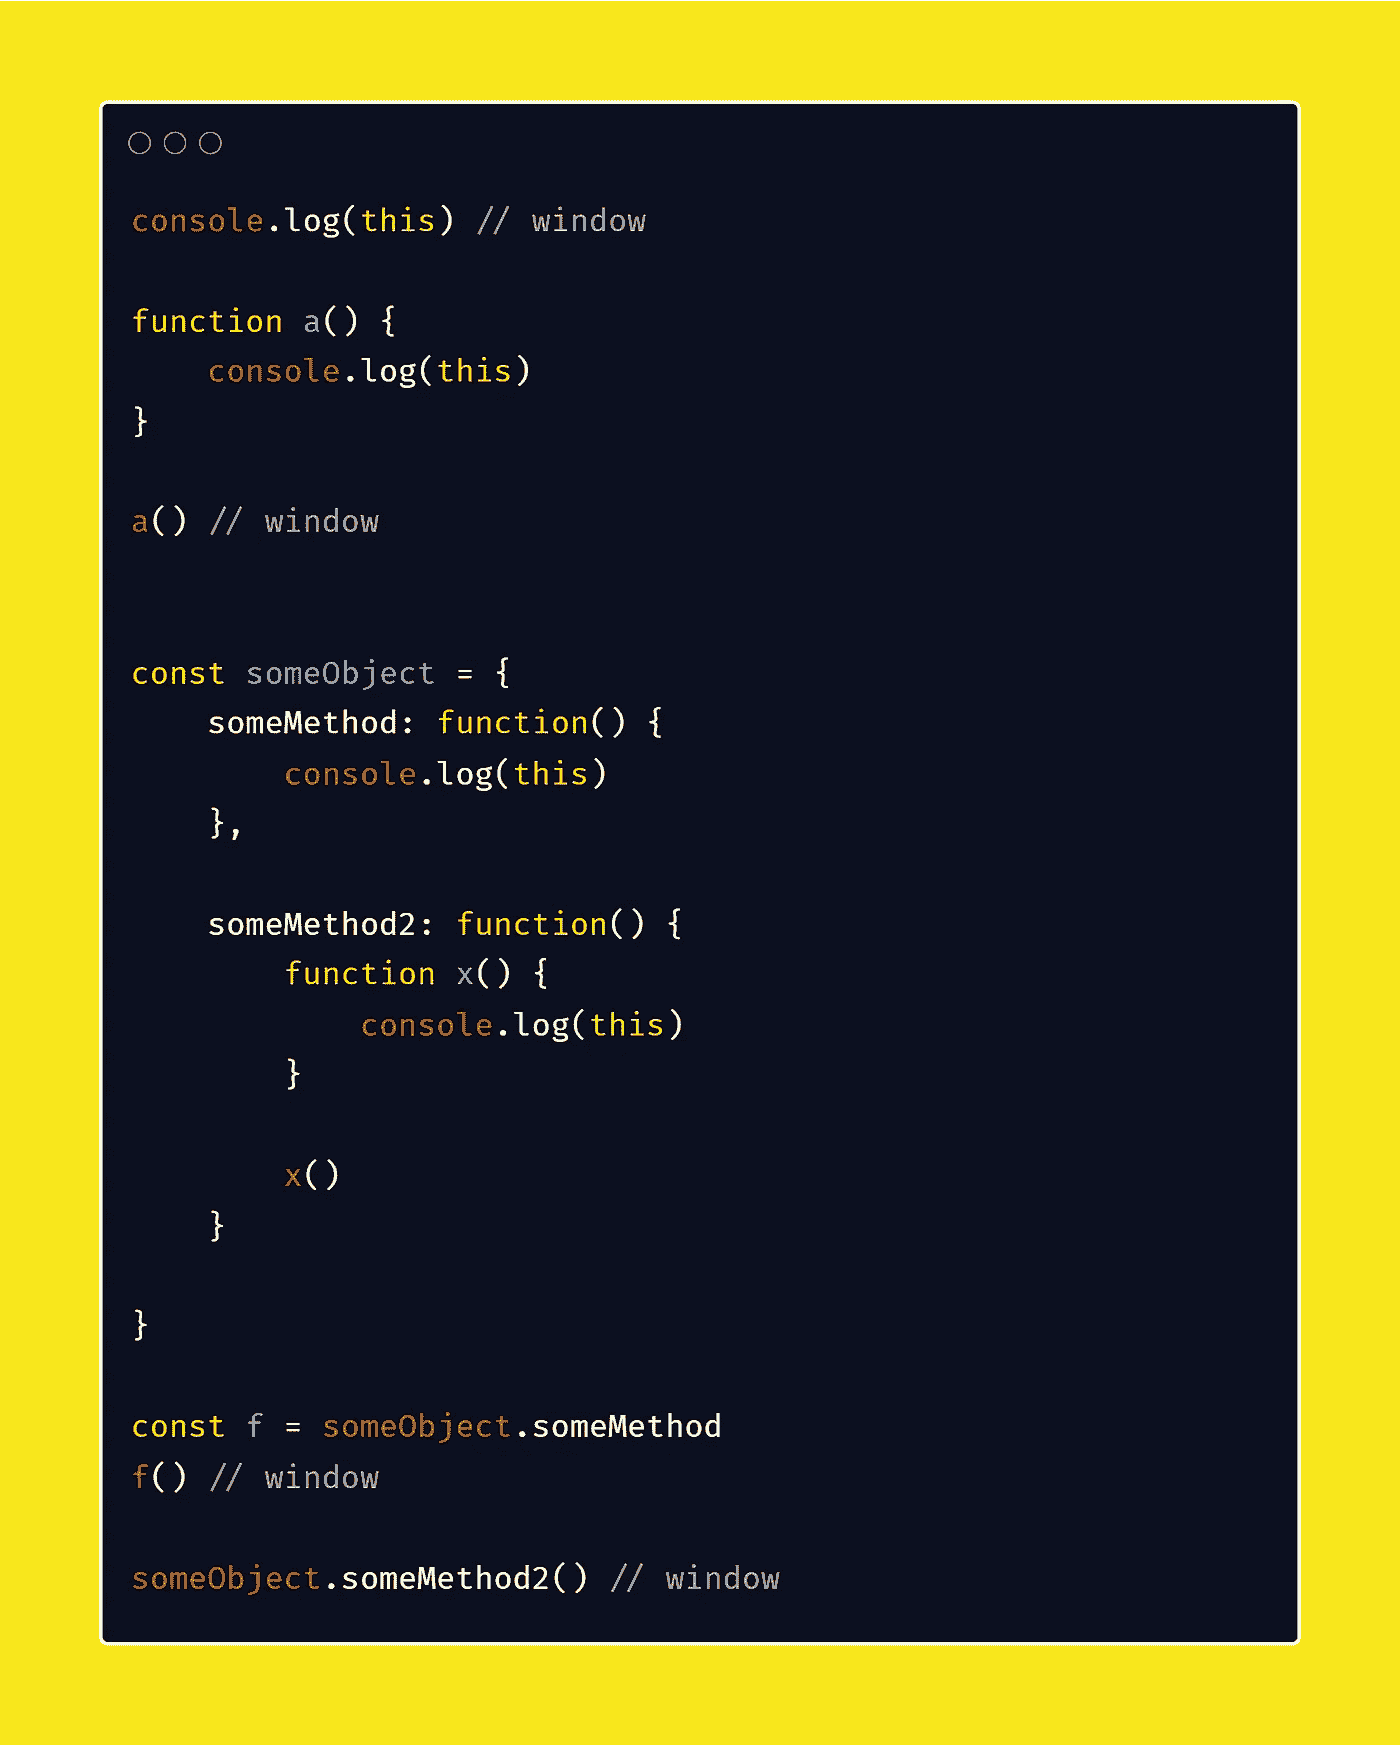 console.log(this) // window
function a() {
    console.log(this)
}
a() // window
const someObject = {
    someMethod: function() {
        console.log(this)
    },
    someMethod2: function() {
        function x() {
            console.log(this)
        }
        x()
    }
}
const f = someObject.someMethod
f() // window
someObject.someMethod2() // window